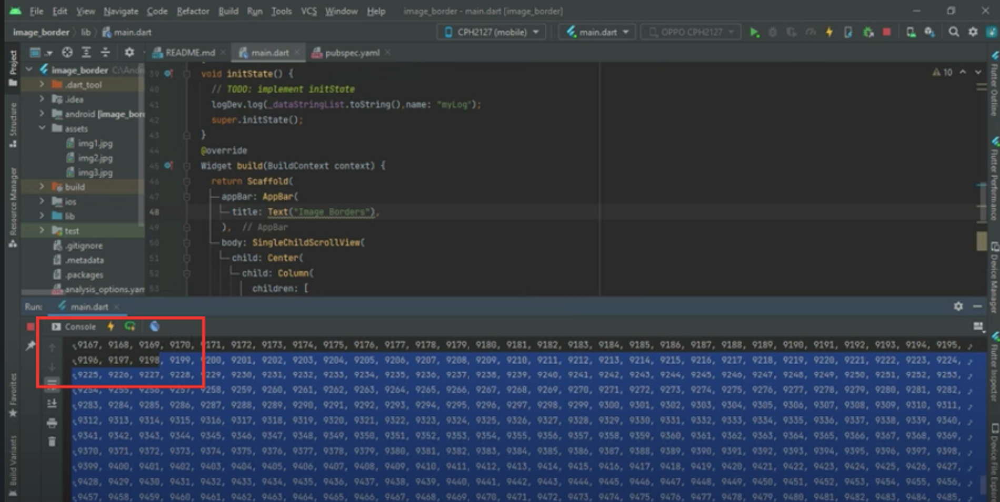 File Edit View Navigate Code Refactor Build Run Tools VCS Window Help image_border - main.dart [image_border]
image_border lib main.dart CPH2127 (mobile) main.dart OPPO CPH2127
README.md main.dart pubspec.yaml
Project
Structure
Resource Manager
Favorites
Build Variants
image_border C:\Andr
.dart_tool
.idea
android [image_bor
assets
img1.jpg
img2.jpg
img3.jpg
build
ios
lib
test
.gitignore
.metadata
.packages
analysis_options.yam
10
39 void initState() {
40 // TODO: implement initState
41 logDev.log(_dataStringList.toString(),name: "myLog");
42 super.initState();
43 }
44 @override
45 Widget build(BuildContext context) {
46 return Scaffold(
47 appBar: AppBar(
48 title: Text("Image Borders"),
49 ), // AppBar
50 body: SingleChildScrollView(
51 child: Center(
52 child: Column(
53 children: [
Flutter Outline
Flutter Performance
Device Manager
Flutter Inspector
Device File Explorer
Run: main.dart
Console
9167, 9168, 9169, 9170, 9171, 9172, 9173, 9174, 9175, 9176, 9177, 9178, 9179, 9180, 9181, 9182, 9183, 9184, 9185, 9186, 9187, 9188, 9189, 9190, 9191, 9192, 9193, 9194, 9195,
9196, 9197, 9198, 9199, 9200, 9201, 9202, 9203, 9204, 9205, 9206, 9207, 9208, 9209, 9210, 9211, 9212, 9213, 9214, 9215, 9216, 9217, 9218, 9219, 9220, 9221, 9222, 9223, 9224,
9225, 9226, 9227, 9228, 9229, 9230, 9231, 9232, 9233, 9234, 9235, 9236, 9237, 9238, 9239, 9240, 9241, 9242, 9243, 9244, 9245, 9246, 9247, 9248, 9249, 9250, 9251, 9252, 9253,
9254, 9255, 9256, 9257, 9258, 9259, 9260, 9261, 9262, 9263, 9264, 9265, 9266, 9267, 9268, 9269, 9270, 9271, 9272, 9273, 9274, 9275, 9276, 9277, 9278, 9279, 9280, 9281, 9282,
9283, 9284, 9285, 9286, 9287, 9288, 9289, 9290, 9291, 9292, 9293, 9294, 9295, 9296, 9297, 9298, 9299, 9300, 9301, 9302, 9303, 9304, 9305, 9306, 9307, 9308, 9309, 9310, 9311,
9312, 9313, 9314, 9315, 9316, 9317, 9318, 9319, 9320, 9321, 9322, 9323, 9324, 9325, 9326, 9327, 9328, 9329, 9330, 9331, 9332, 9333, 9334, 9335, 9336, 9337, 9338, 9339, 9340,
9341, 9342, 9343, 9344, 9345, 9346, 9347, 9348, 9349, 9350, 9351, 9352, 9353, 9354, 9355, 9356, 9357, 9358, 9359, 9360, 9361, 9362, 9363, 9364, 9365, 9366, 9367, 9368, 9369,
9370, 9371, 9372, 9373, 9374, 9375, 9376, 9377, 9378, 9379, 9380, 9381, 9382, 9383, 9384, 9385, 9386, 9387, 9388, 9389, 9390, 9391, 9392, 9393, 9394, 9395, 9396, 9397, 9398,
9399, 9400, 9401, 9402, 9403, 9404, 9405, 9406, 9407, 9408, 9409, 9410, 9411, 9412, 9413, 9414, 9415, 9416, 9417, 9418, 9419, 9420, 9421, 9422, 9423, 9424, 9425, 9426, 9427,
9428, 9429, 9430, 9431, 9432, 9433, 9434, 9435, 9436, 9437, 9438, 9439, 9440, 9441, 9442, 9443, 9444, 9445, 9446, 9447, 9448, 9449, 9450, 9451, 9452, 9453, 9454, 9455, 9456,
9457, 9458, 9459, 9460, 9461, 9462, 9463, 9464, 9465, 9466, 9467, 9468, 9469, 9470, 9471, 9472, 9473, 9474, 9475, 9476, 9477, 9478, 9479, 9480, 9481, 9482, 9483, 9484, 9485,